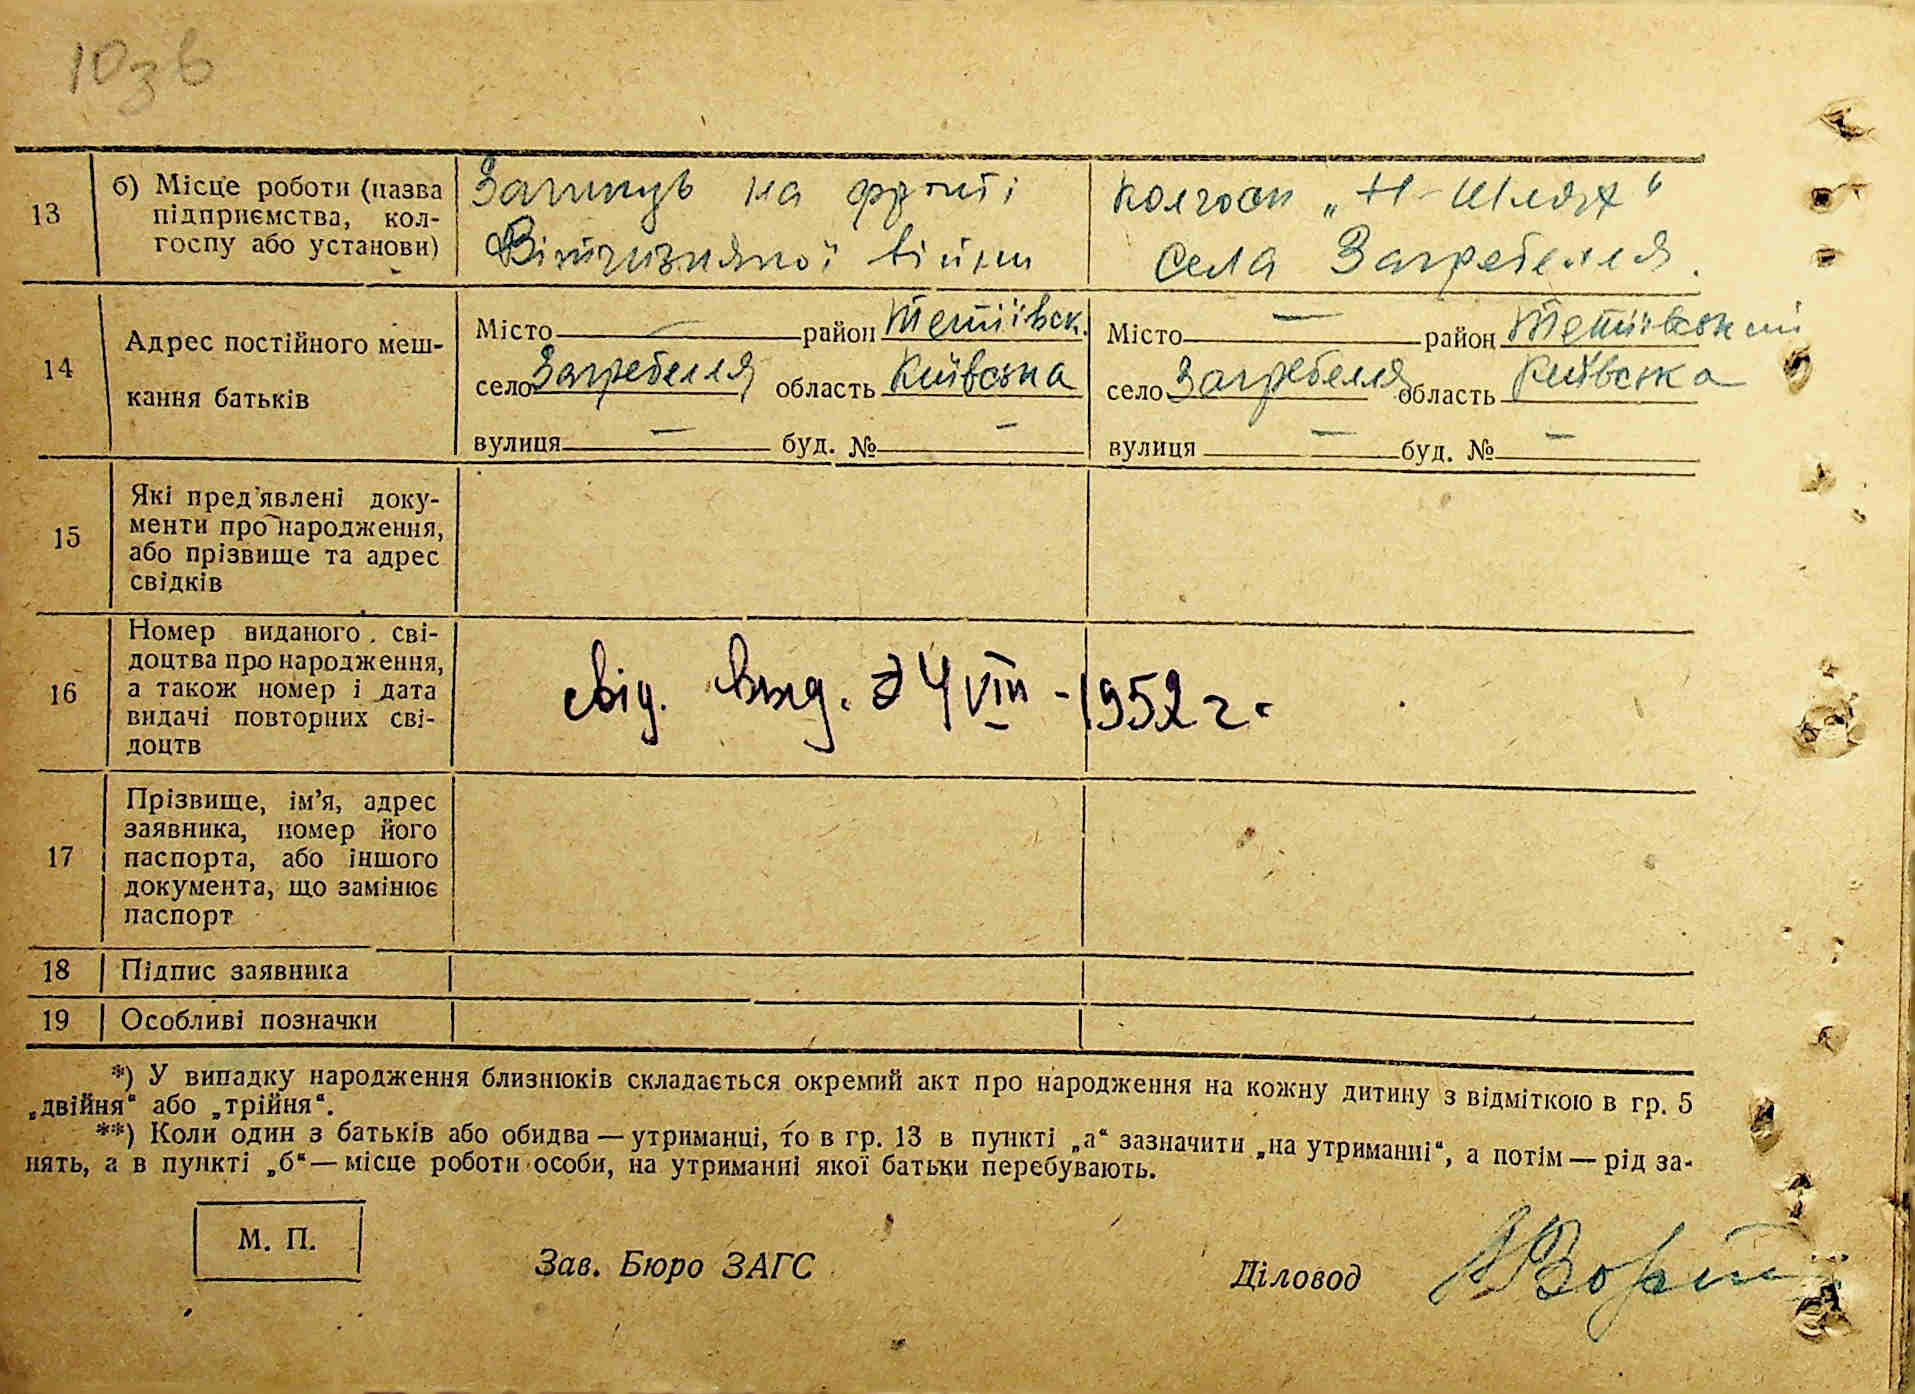 10зв
13
б) Місце роботи (назва
підприємства, кол-
госпу або установи)
Загинув на фронті
Вітчизняної війни
колгосп „Н-Шлях“
села Загребелля.
14
Адрес постійного меш-
кання батьків
Місто — район Тетіївськ.
село Загребелля область Київська
вулиця — буд. № —
Місто — район Тетіївський
село Загребелля область Київська
вулиця — буд. № —
15
Які пред'явлені доку-
менти про народження,
або прізвище та адрес
свідків
16
Номер виданого сві-
доцтва про народження,
а також номер і дата
видачі повторних сві-
доцтв
свід. выд. 24 VIII - 1952 г.
17
Прізвище, ім'я, адрес
заявника, номер його
паспорта, або іншого
документа, що замінює
паспорт
18 Підпис заявника
19 Особливі позначки
*) У випадку народження близнюків складається окремий акт про народження на кожну дитину з відміткою в гр. 5
„двійня“ або „трійня“.
**) Коли один з батьків або обидва — утриманці, то в гр. 13 в пункті „а“ зазначити „на утриманні“, а потім — рід за-
нять, а в пункті „б“ — місце роботи особи, на утриманні якої батьки перебувають.
М. П.
Зав. Бюро ЗАГС
Діловод